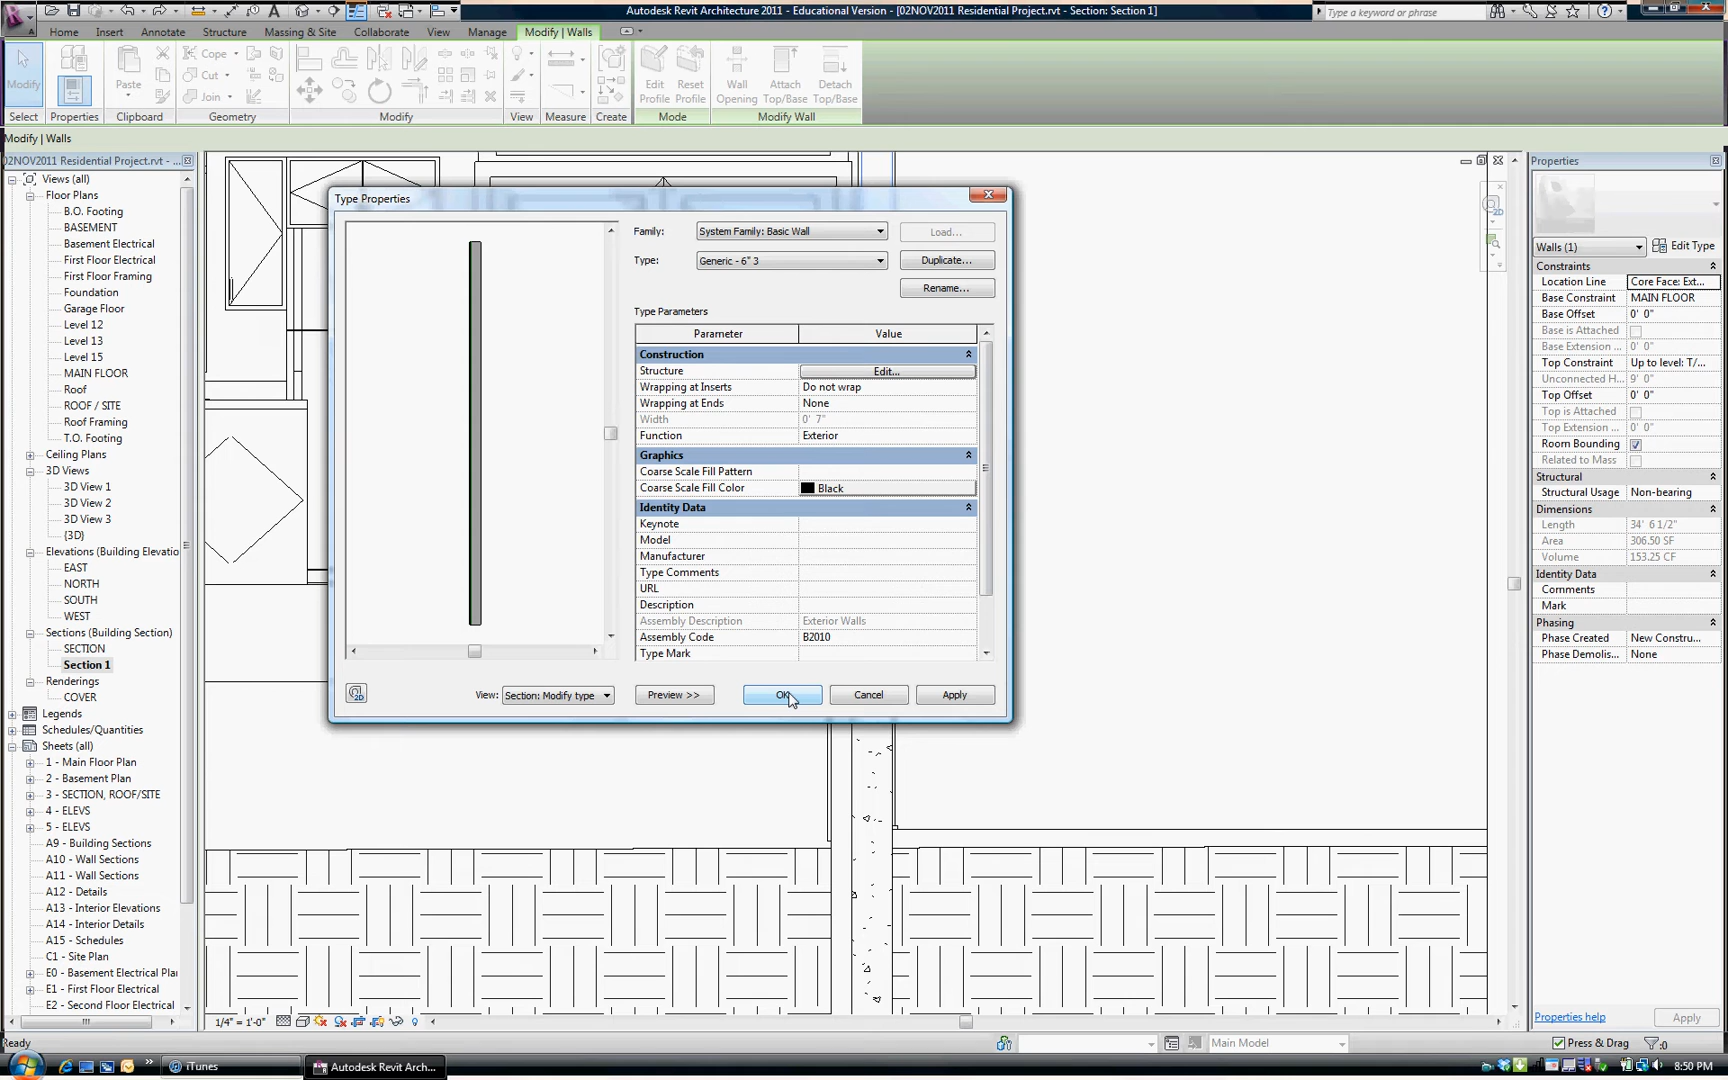 Autodesk Revit Architecture 2011 - Educational Version - [02NOV2011 Residential Project.rvt - Section: Section 1]
Type a keyword or phrase
Home Insert Annotate Structure Massing & Site Collaborate View Manage Modify | Walls
Modify
Paste
Cope
Cut
Join
Edit Profile
Reset Profile
Wall Opening
Attach Top/Base
Detach Top/Base
Select Properties Clipboard Geometry Modify View Measure Create Mode Modify Wall
Modify | Walls
02NOV2011 Residential Project.rvt - ...
Views (all)
Floor Plans
B.O. Footing
BASEMENT
Basement Electrical
First Floor Electrical
First Floor Framing
Foundation
Garage Floor
Level 12
Level 13
Level 15
MAIN FLOOR
Roof
ROOF / SITE
Roof Framing
T.O. Footing
Ceiling Plans
3D Views
3D View 1
3D View 2
3D View 3
{3D}
Elevations (Building Elevatio
EAST
NORTH
SOUTH
WEST
Sections (Building Section)
SECTION
Section 1
Renderings
COVER
Legends
Schedules/Quantities
Sheets (all)
1 - Main Floor Plan
2 - Basement Plan
3 - SECTION, ROOF/SITE
4 - ELEVS
5 - ELEVS
A9 - Building Sections
A10 - Wall Sections
A11 - Wall Sections
A12 - Details
A13 - Interior Elevations
A14 - Interior Details
A15 - Schedules
C1 - Site Plan
E0 - Basement Electrical Pla
E1 - First Floor Electrical
E2 - Second Floor Electrical
Type Properties
Family: System Family: Basic Wall Load...
Type: Generic - 6" 3 Duplicate...
Rename...
Type Parameters
Parameter Value
Construction
Structure Edit...
Wrapping at Inserts Do not wrap
Wrapping at Ends None
Width 0' 7"
Function Exterior
Graphics
Coarse Scale Fill Pattern
Coarse Scale Fill Color Black
Identity Data
Keynote
Model
Manufacturer
Type Comments
URL
Description
Assembly Description Exterior Walls
Assembly Code B2010
Type Mark
View: Section: Modify type Preview >> OK Cancel Apply
Properties
Walls (1) Edit Type
Constraints
Location Line Core Face: Ext...
Base Constraint MAIN FLOOR
Base Offset 0' 0"
Base is Attached
Base Extension ... 0' 0"
Top Constraint Up to level: T/...
Unconnected H... 9' 0"
Top Offset 0' 0"
Top is Attached
Top Extension ... 0' 0"
Room Bounding
Related to Mass
Structural
Structural Usage Non-bearing
Dimensions
Length 34' 6 1/2"
Area 306.50 SF
Volume 153.25 CF
Identity Data
Comments
Mark
Phasing
Phase Created New Constru...
Phase Demolis... None
Properties help Apply
1/4" = 1'-0"
Ready
Main Model
Press & Drag
:0
iTunes
Autodesk Revit Arch...
8:50 PM